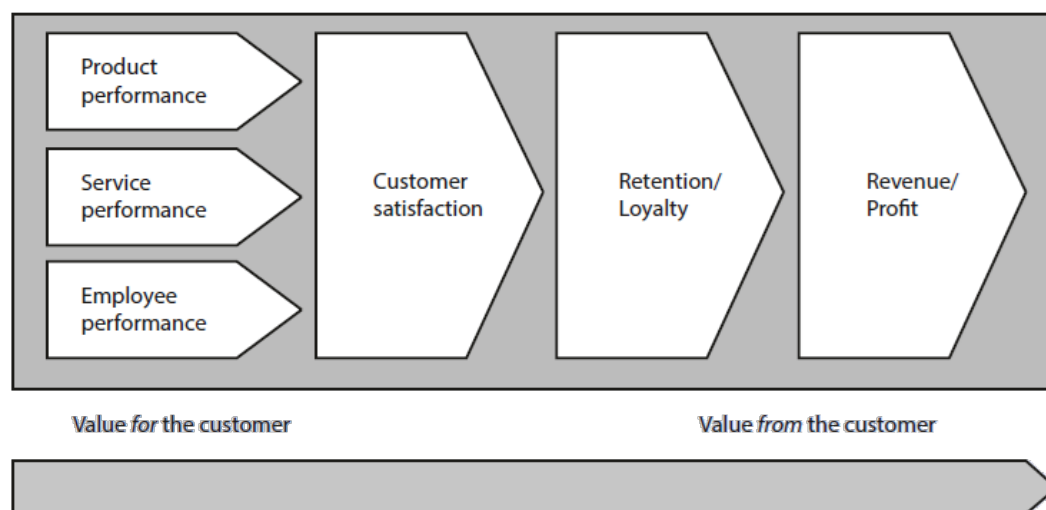 Product
performance
Service
performance
Employee
performance
Customer
satisfaction
Retention/
Loyalty
Revenue/
Profit
Value for the customer
Value from the customer